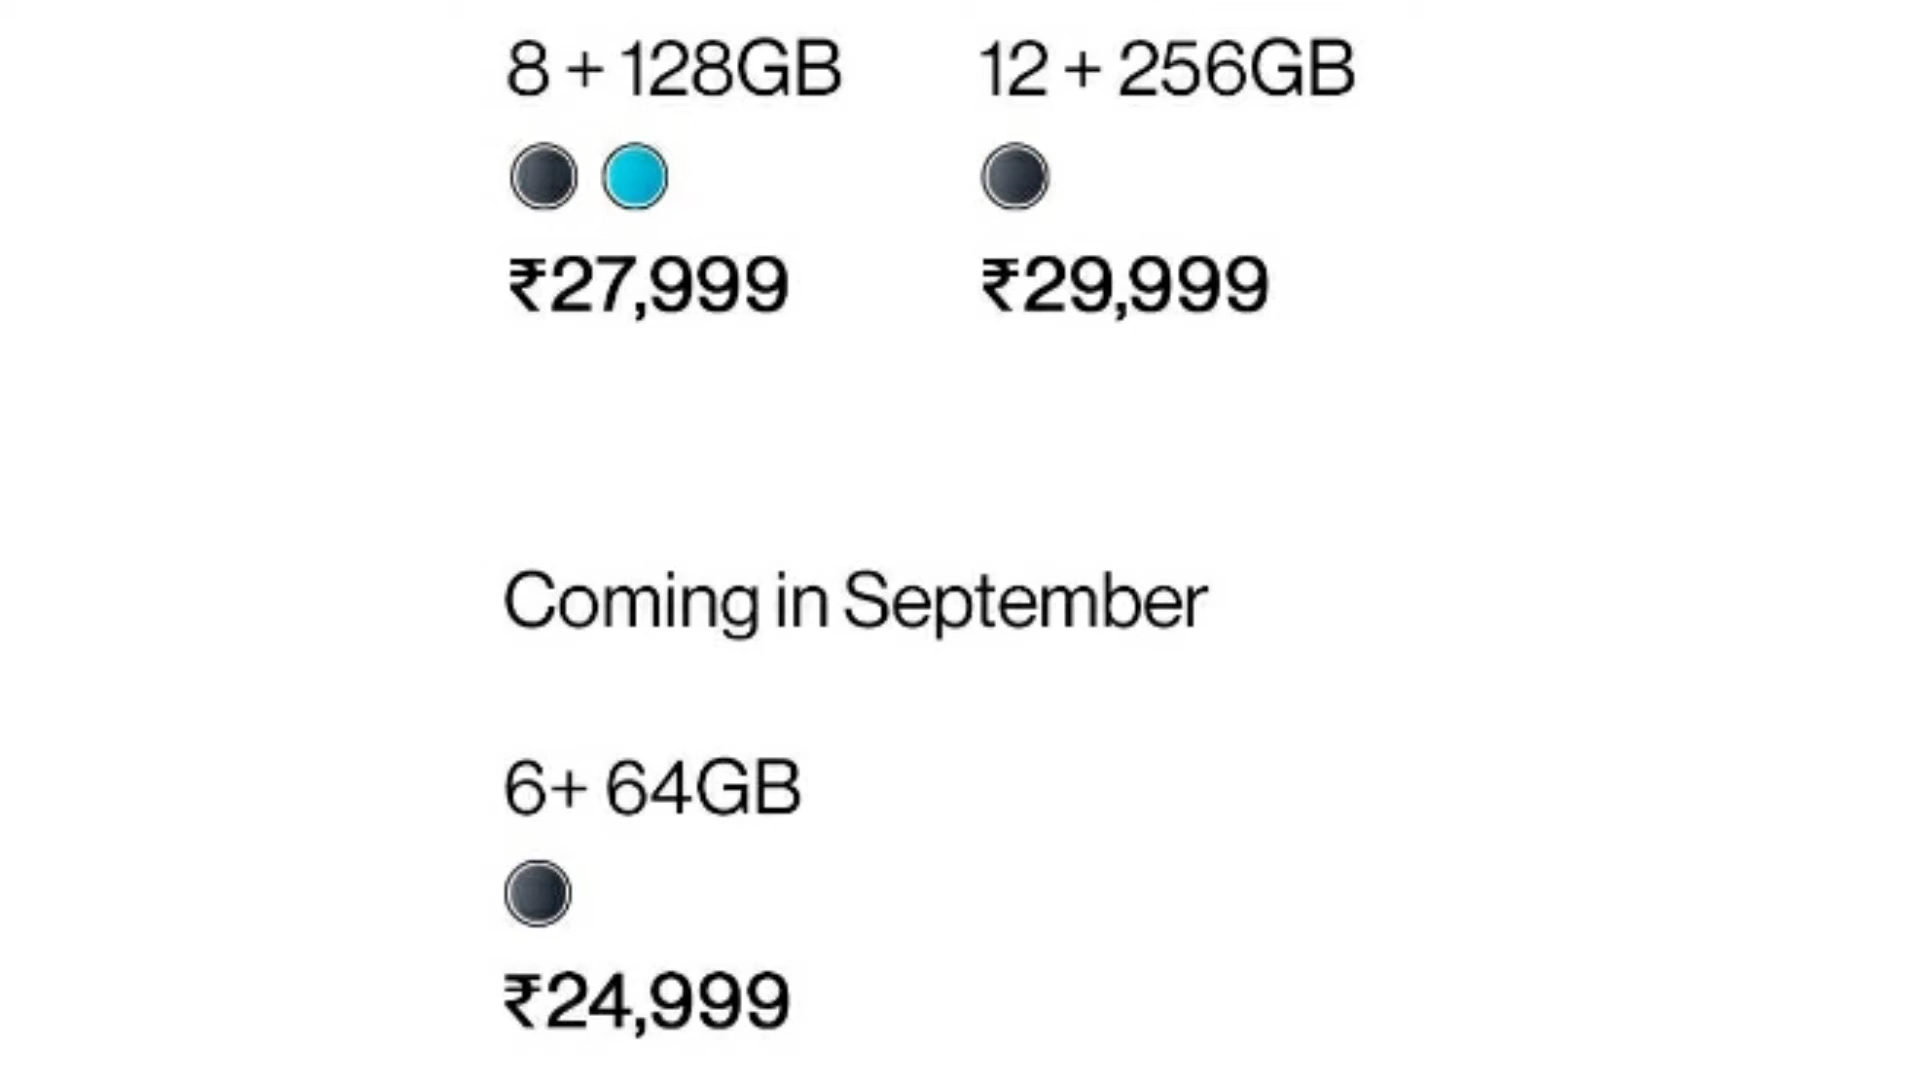 8 + 128GB 12 + 256GB
₹27,999 ₹29,999
Coming in September
6+ 64GB
₹24,999